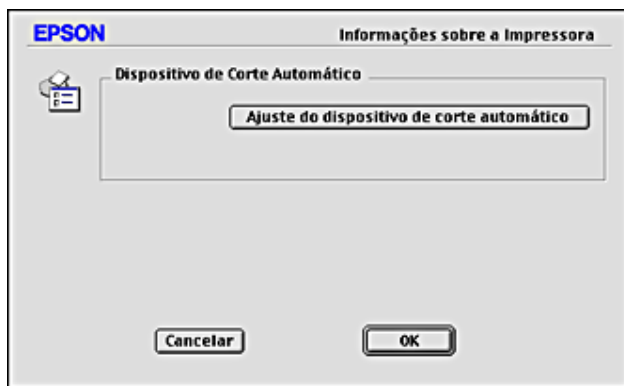 EPSON
Informações sobre a Impressora
Dispositivo de Corte Automático
Ajuste do dispositivo de corte automático
Cancelar
OK